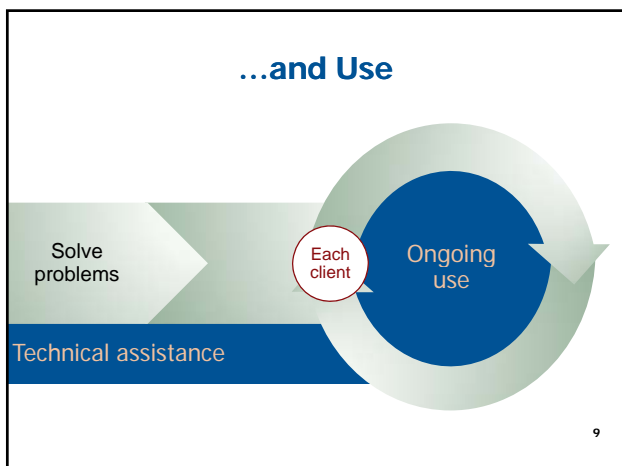 …and Use
Solve
problems
Each
client
Ongoing
use
Technical assistance
9